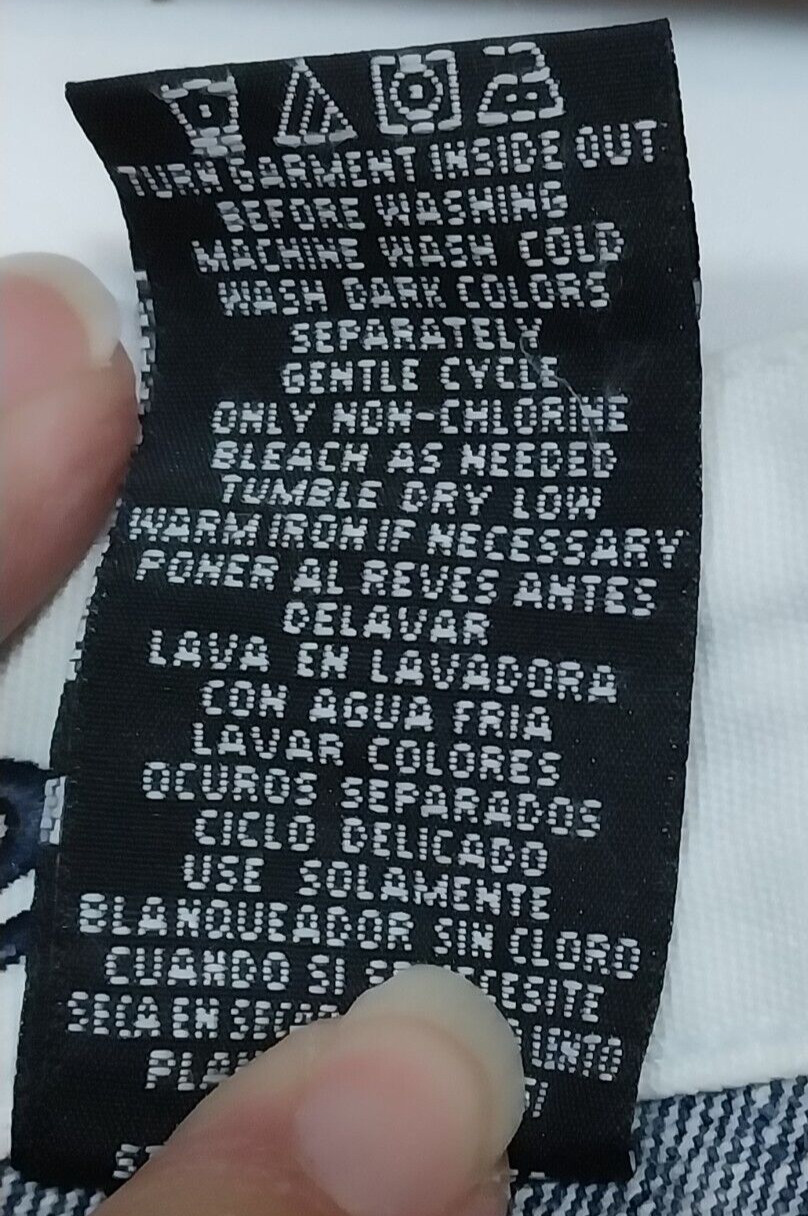 TURN GARMENT INSIDE OUT
BEFORE WASHING
MACHINE WASH COLD
WASH DARK COLORS
SEPARATELY
GENTLE CYCLE
ONLY NON-CHLORINE
BLEACH AS NEEDED
TUMBLE DRY LOW
WARM IRON IF NECESSARY
PONER AL REVES ANTES
DELAVAR
LAVA EN LAVADORA
CON AGUA FRIA
LAVAR COLORES
OCUROS SEPARADOS
CICLO DELICADO
USE SOLAMENTE
BLANQUEADOR SIN CLORO
CUANDO SI
SECA EN